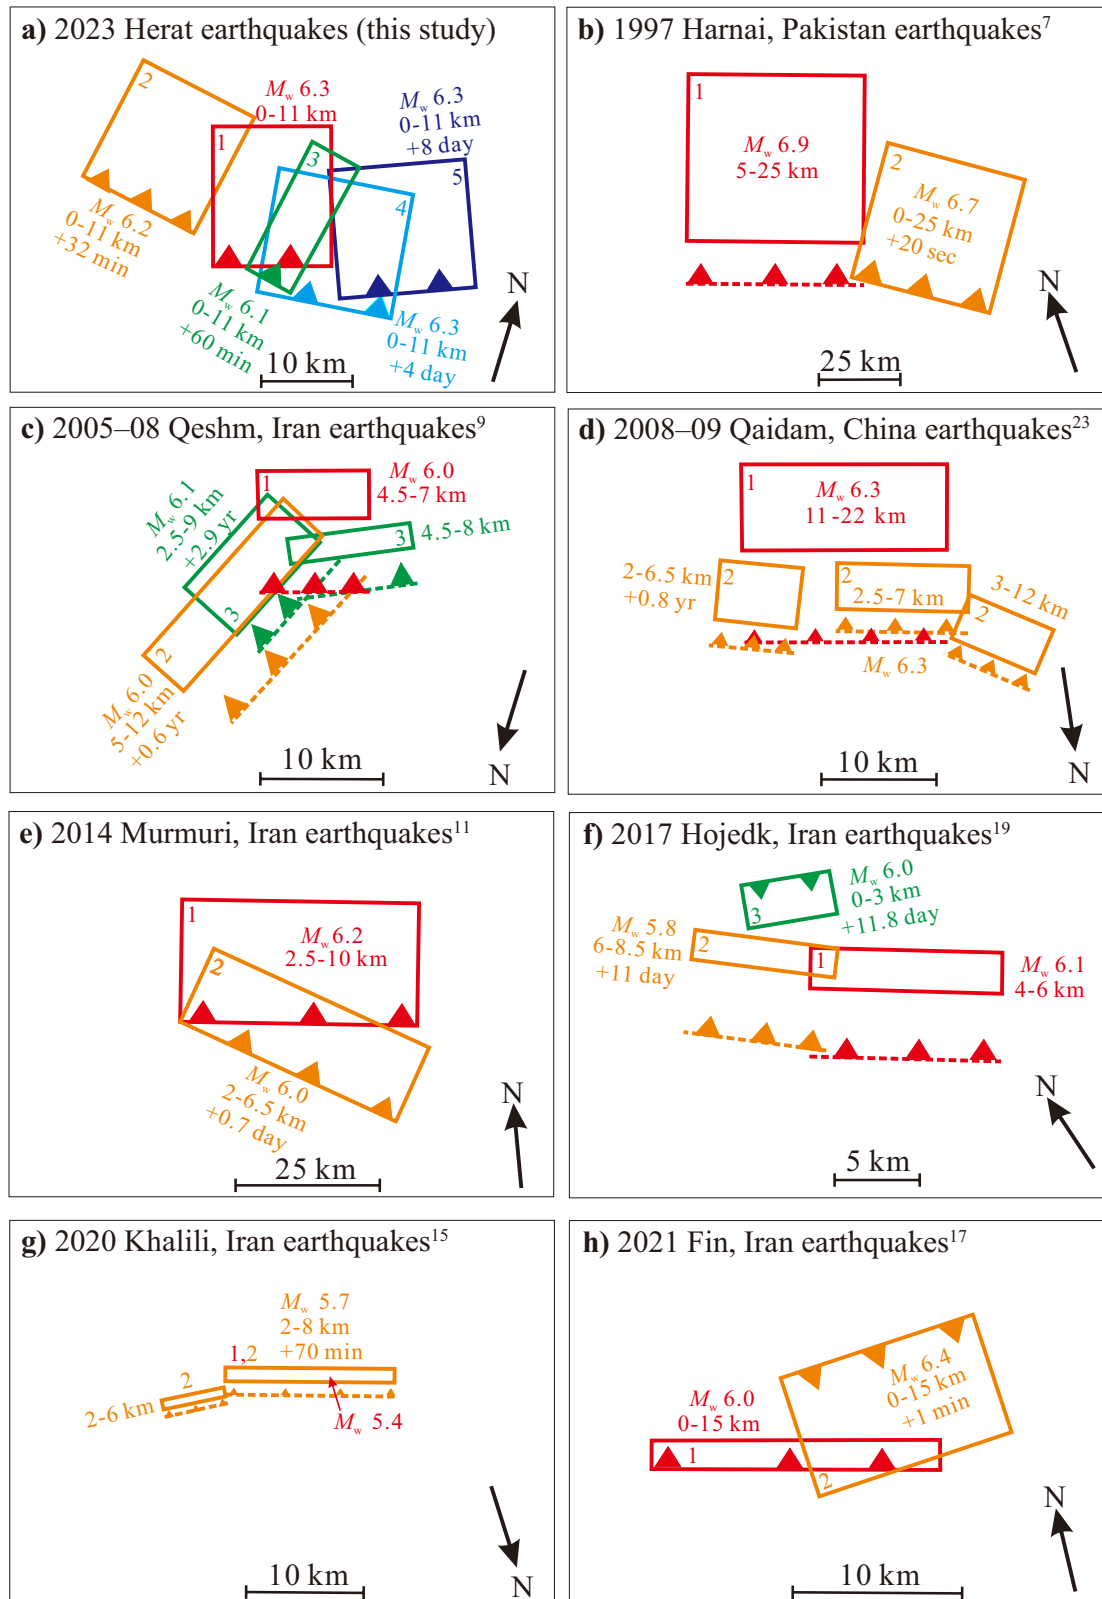 a) 2023 Herat earthquakes (this study)
2
Mw 6.2
0-11 km
+32 min
Mw 6.3
0-11 km
1
3
Mw 6.1
0-11 km
+60 min
Mw 6.3
0-11 km
+8 day
5
4
Mw 6.3
0-11 km
+4 day
N
10 km
b) 1997 Harnai, Pakistan earthquakes7
1
Mw 6.9
5-25 km
2
Mw 6.7
0-25 km
+20 sec
N
25 km
c) 2005–08 Qeshm, Iran earthquakes9
1
Mw 6.0
4.5-7 km
Mw 6.1
2.5-9 km
+2.9 yr
3
4.5-8 km
3
2
Mw 6.0
5-12 km
+0.6 yr
10 km
N
d) 2008–09 Qaidam, China earthquakes23
1
Mw 6.3
11-22 km
2-6.5 km
+0.8 yr
2
2
2.5-7 km
3-12 km
2
Mw 6.3
10 km
N
e) 2014 Murmuri, Iran earthquakes11
1
Mw 6.2
2.5-10 km
2
Mw 6.0
2-6.5 km
+0.7 day
N
25 km
f) 2017 Hojedk, Iran earthquakes19
3
Mw 6.0
0-3 km
+11.8 day
Mw 5.8
6-8.5 km
+11 day
2
1
Mw 6.1
4-6 km
N
5 km
g) 2020 Khalili, Iran earthquakes15
Mw 5.7
2-8 km
+70 min
1,2
2
2-6 km
Mw 5.4
10 km
N
h) 2021 Fin, Iran earthquakes17
Mw 6.0
0-15 km
1
Mw 6.4
0-15 km
+1 min
2
N
10 km